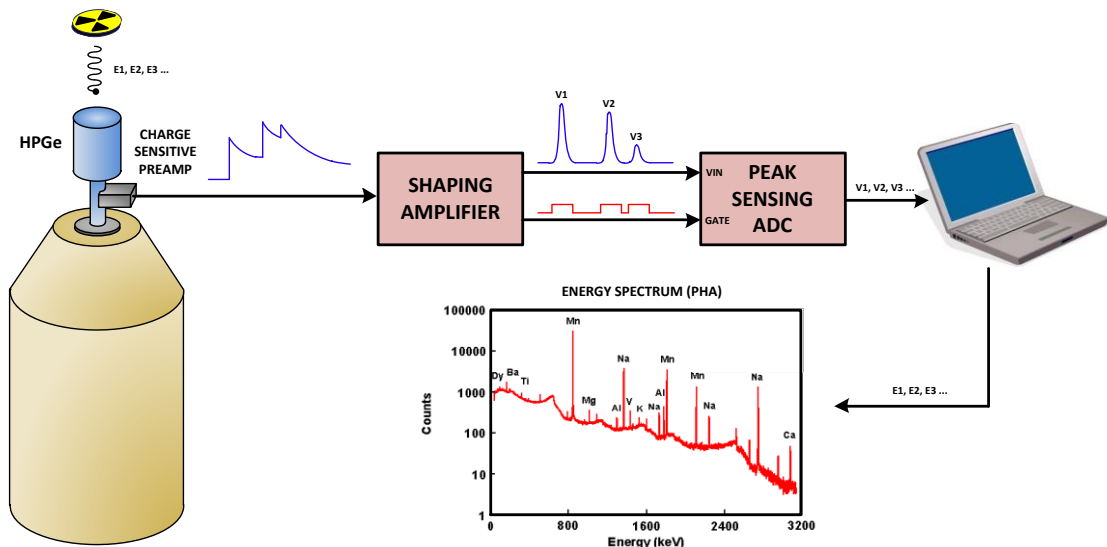 E1, E2, E3 ...
HPGe
CHARGE
SENSITIVE
PREAMP
SHAPING
AMPLIFIER
V1
V2
V3
VIN
GATE
PEAK
SENSING
ADC
V1, V2, V3 ...
E1, E2, E3 ...
ENERGY SPECTRUM (PHA)
Counts
100000
10000
1000
100
10
1
Dy
Ba
Ti
Mn
Mg
Al
Na
V
K
Na
Al
Mn
Mn
Na
Na
Ca
0
800
1600
2400
3200
Energy (keV)